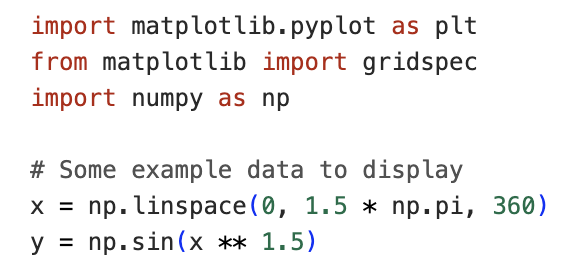 import matplotlib.pyplot as plt
from matplotlib import gridspec
import numpy as np

# Some example data to display
x = np.linspace(0, 1.5 * np.pi, 360)
y = np.sin(x ** 1.5)